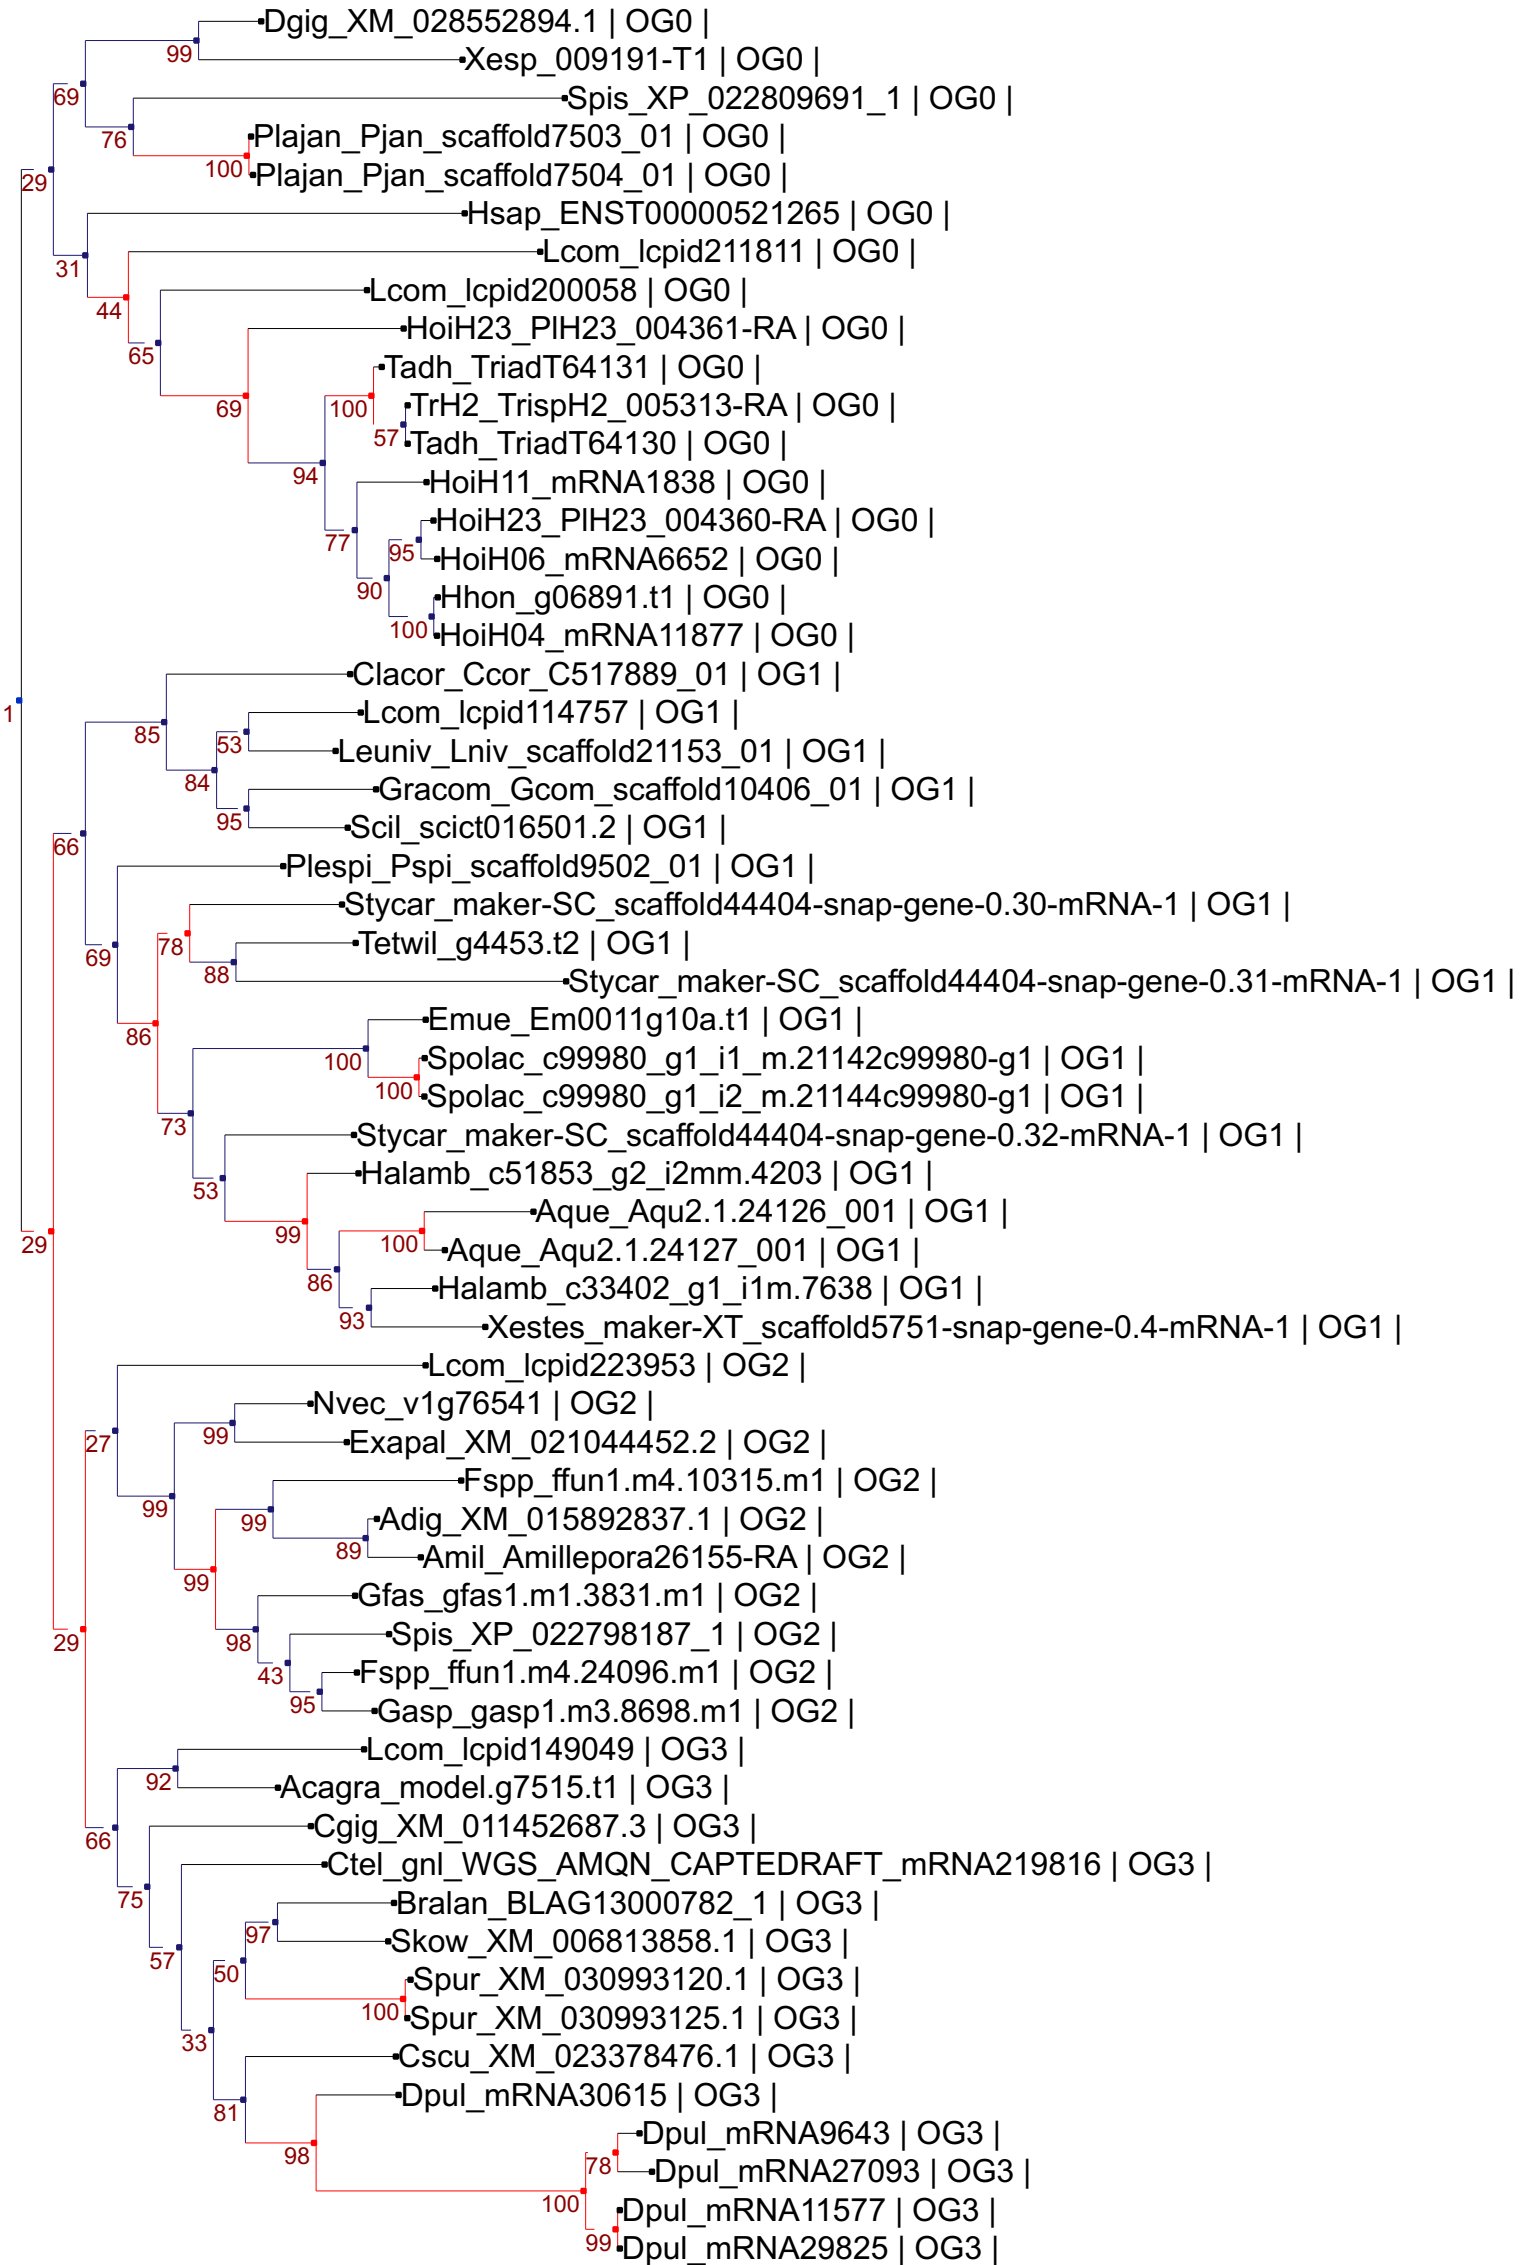 Dgig_XM_028552894.1 | OG0 |
99
Xesp_009191-T1 | OG0 |
69
Spis_XP_022809691_1 | OG0 |
76
Plajan_Pjan_scaffold7503_01 | OG0 |
100
Plajan_Pjan_scaffold7504_01 | OG0 |
29
Hsap_ENST00000521265 | OG0 |
31
Lcom_lcpid211811 | OG0 |
44
Lcom_lcpid200058 | OG0 |
65
HoiH23_PlH23_004361-RA | OG0 |
69
Tadh_TriadT64131 | OG0 |
100
TrH2_TrispH2_005313-RA | OG0 |
57
Tadh_TriadT64130 | OG0 |
94
HoiH11_mRNA1838 | OG0 |
77
HoiH23_PlH23_004360-RA | OG0 |
95
HoiH06_mRNA6652 | OG0 |
90
Hhon_g06891.t1 | OG0 |
100
HoiH04_mRNA11877 | OG0 |
Clacor_Ccor_C517889_01 | OG1 |
1
85
Lcom_lcpid114757 | OG1 |
53
Leuniv_Lniv_scaffold21153_01 | OG1 |
84
Gracom_Gcom_scaffold10406_01 | OG1 |
95
Scil_scict016501.2 | OG1 |
66
Plespi_Pspi_scaffold9502_01 | OG1 |
Stycar_maker-SC_scaffold44404-snap-gene-0.30-mRNA-1 | OG1 |
78
69
Tetwil_g4453.t2 | OG1 |
88
Stycar_maker-SC_scaffold44404-snap-gene-0.31-mRNA-1 | OG1 |
86
Emue_Em0011g10a.t1 | OG1 |
100
Spolac_c99980_g1_i1_m.21142c99980-g1 | OG1 |
100
Spolac_c99980_g1_i2_m.21144c99980-g1 | OG1 |
73
Stycar_maker-SC_scaffold44404-snap-gene-0.32-mRNA-1 | OG1 |
53
Halamb_c51853_g2_i2mm.4203 | OG1 |
99
Aque_Aqu2.1.24126_001 | OG1 |
100
29
Aque_Aqu2.1.24127_001 | OG1 |
86
Halamb_c33402_g1_i1m.7638 | OG1 |
93
Xestes_maker-XT_scaffold5751-snap-gene-0.4-mRNA-1 | OG1 |
Lcom_lcpid223953 | OG2 |
27
Nvec_v1g76541 | OG2 |
99
Exapal_XM_021044452.2 | OG2 |
99
Fspp_ffun1.m4.10315.m1 | OG2 |
99
Adig_XM_015892837.1 | OG2 |
89
Amil_Amillepora26155-RA | OG2 |
99
Gfas_gfas1.m1.3831.m1 | OG2 |
98
29
Spis_XP_022798187_1 | OG2 |
43
Fspp_ffun1.m4.24096.m1 | OG2 |
95
Gasp_gasp1.m3.8698.m1 | OG2 |
Lcom_lcpid149049 | OG3 |
92
Acagra_model.g7515.t1 | OG3 |
66
Cgig_XM_011452687.3 | OG3 |
75
Ctel_gnl_WGS_AMQN_CAPTEDRAFT_mRNA219816 | OG3 |
57
Bralan_BLAG13000782_1 | OG3 |
97
Skow_XM_006813858.1 | OG3 |
50
Spur_XM_030993120.1 | OG3 |
100
Spur_XM_030993125.1 | OG3 |
33
Cscu_XM_023378476.1 | OG3 |
81
Dpul_mRNA30615 | OG3 |
98
Dpul_mRNA9643 | OG3 |
78
Dpul_mRNA27093 | OG3 |
100
Dpul_mRNA11577 | OG3 |
99
Dpul_mRNA29825 | OG3 |